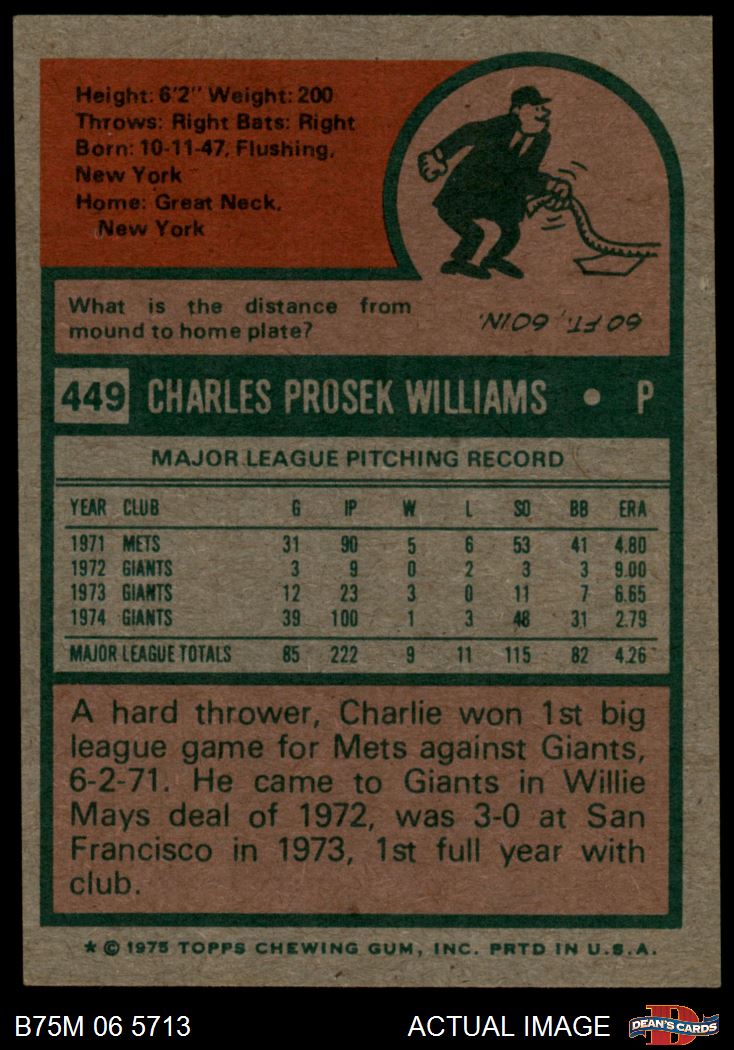 Height: 6'2" Weight: 200
Throws: Right Bats: Right
Born: 10-11-47, Flushing,
New York
Home: Great Neck,
New York
What is the distance from
mound to home plate?
60 FT., 60IN.
449 CHARLES PROSEK WILLIAMS • P
MAJOR LEAGUE PITCHING RECORD
YEAR CLUB G IP W L SO BB ERA
1971 METS 31 90 5 6 53 41 4.80
1972 GIANTS 3 9 0 2 3 3 9.00
1973 GIANTS 12 23 3 0 11 7 6.65
1974 GIANTS 39 100 1 3 48 31 2.79
MAJOR LEAGUE TOTALS 85 222 9 11 115 82 4.26
A hard thrower, Charlie won 1st big
league game for Mets against Giants,
6-2-71. He came to Giants in Willie
Mays deal of 1972, was 3-0 at San
Francisco in 1973, 1st full year with
club.
* © 1975 TOPPS CHEWING GUM, INC. PRTD IN U.S.A.
B75M 06 5713 ACTUAL IMAGE DEAN'S CARDS